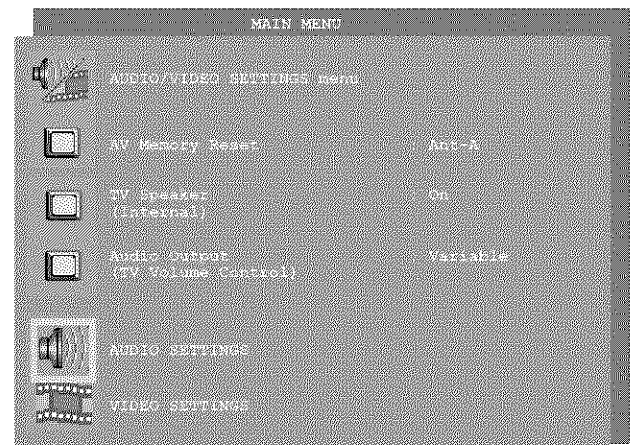 MAIN MENU
AUDIO/VIDEO SETTINGS menu
AV Memory Reset Ant-A
TV Speaker On
(Internal)
Audio Output Variable
(TV Volume Control)
AUDIO SETTINGS
VIDEO SETTINGS